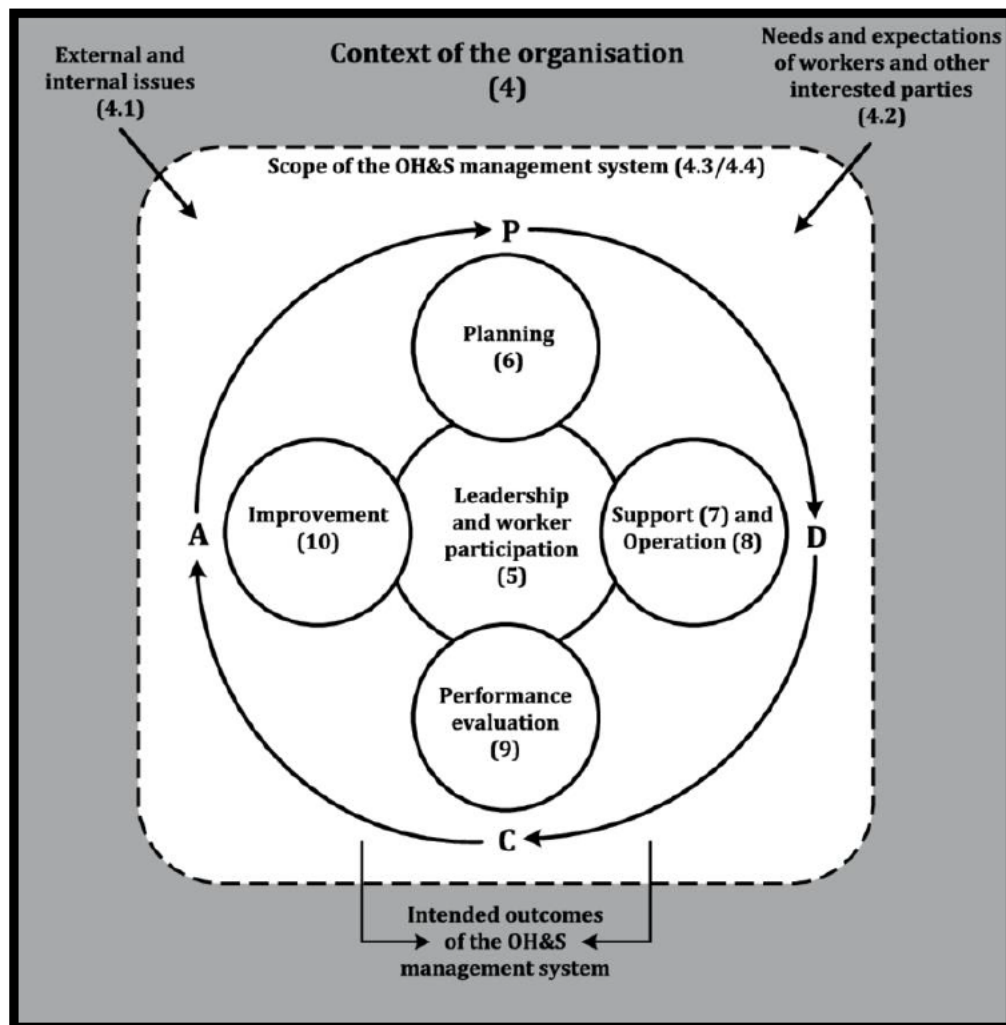 External and
internal issues
(4.1)
Context of the organisation
(4)
Needs and expectations
of workers and other
interested parties
(4.2)
Scope of the OH&S management system (4.3/4.4)
P
Planning
(6)
A
Improvement
(10)
Leadership
and worker
participation
(5)
Support (7) and
Operation (8)
D
Performance
evaluation
(9)
C
Intended outcomes
of the OH&S
management system